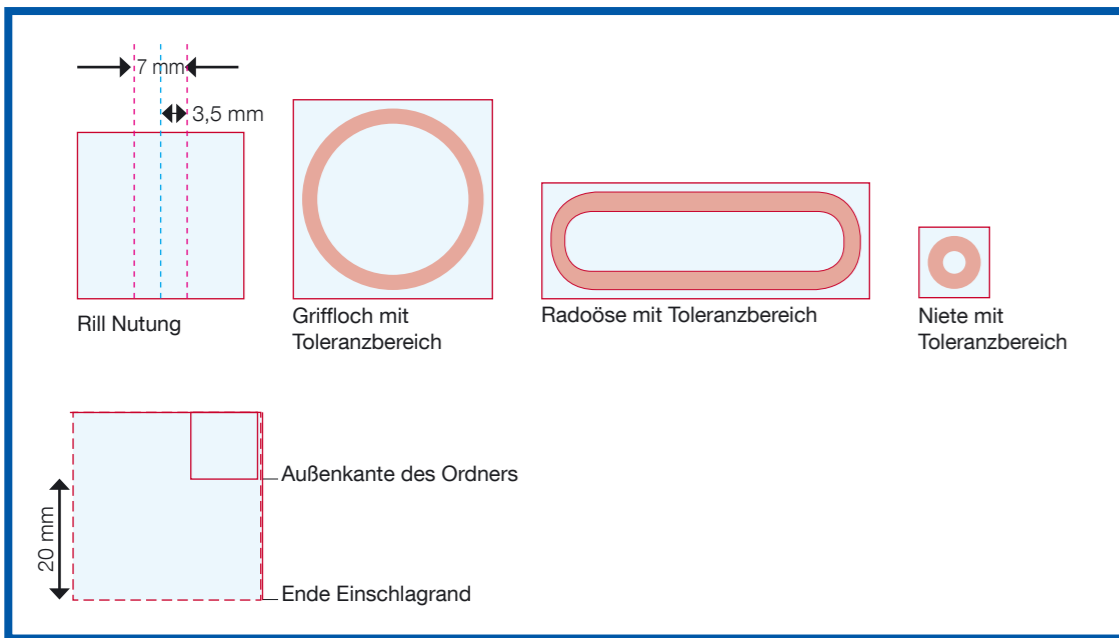 7 mm
3,5 mm
Rill Nutung
Griffloch mit
Toleranzbereich
Radoöse mit Toleranzbereich
Niete mit
Toleranzbereich
Außenkante des Ordners
20 mm
Ende Einschlagrand